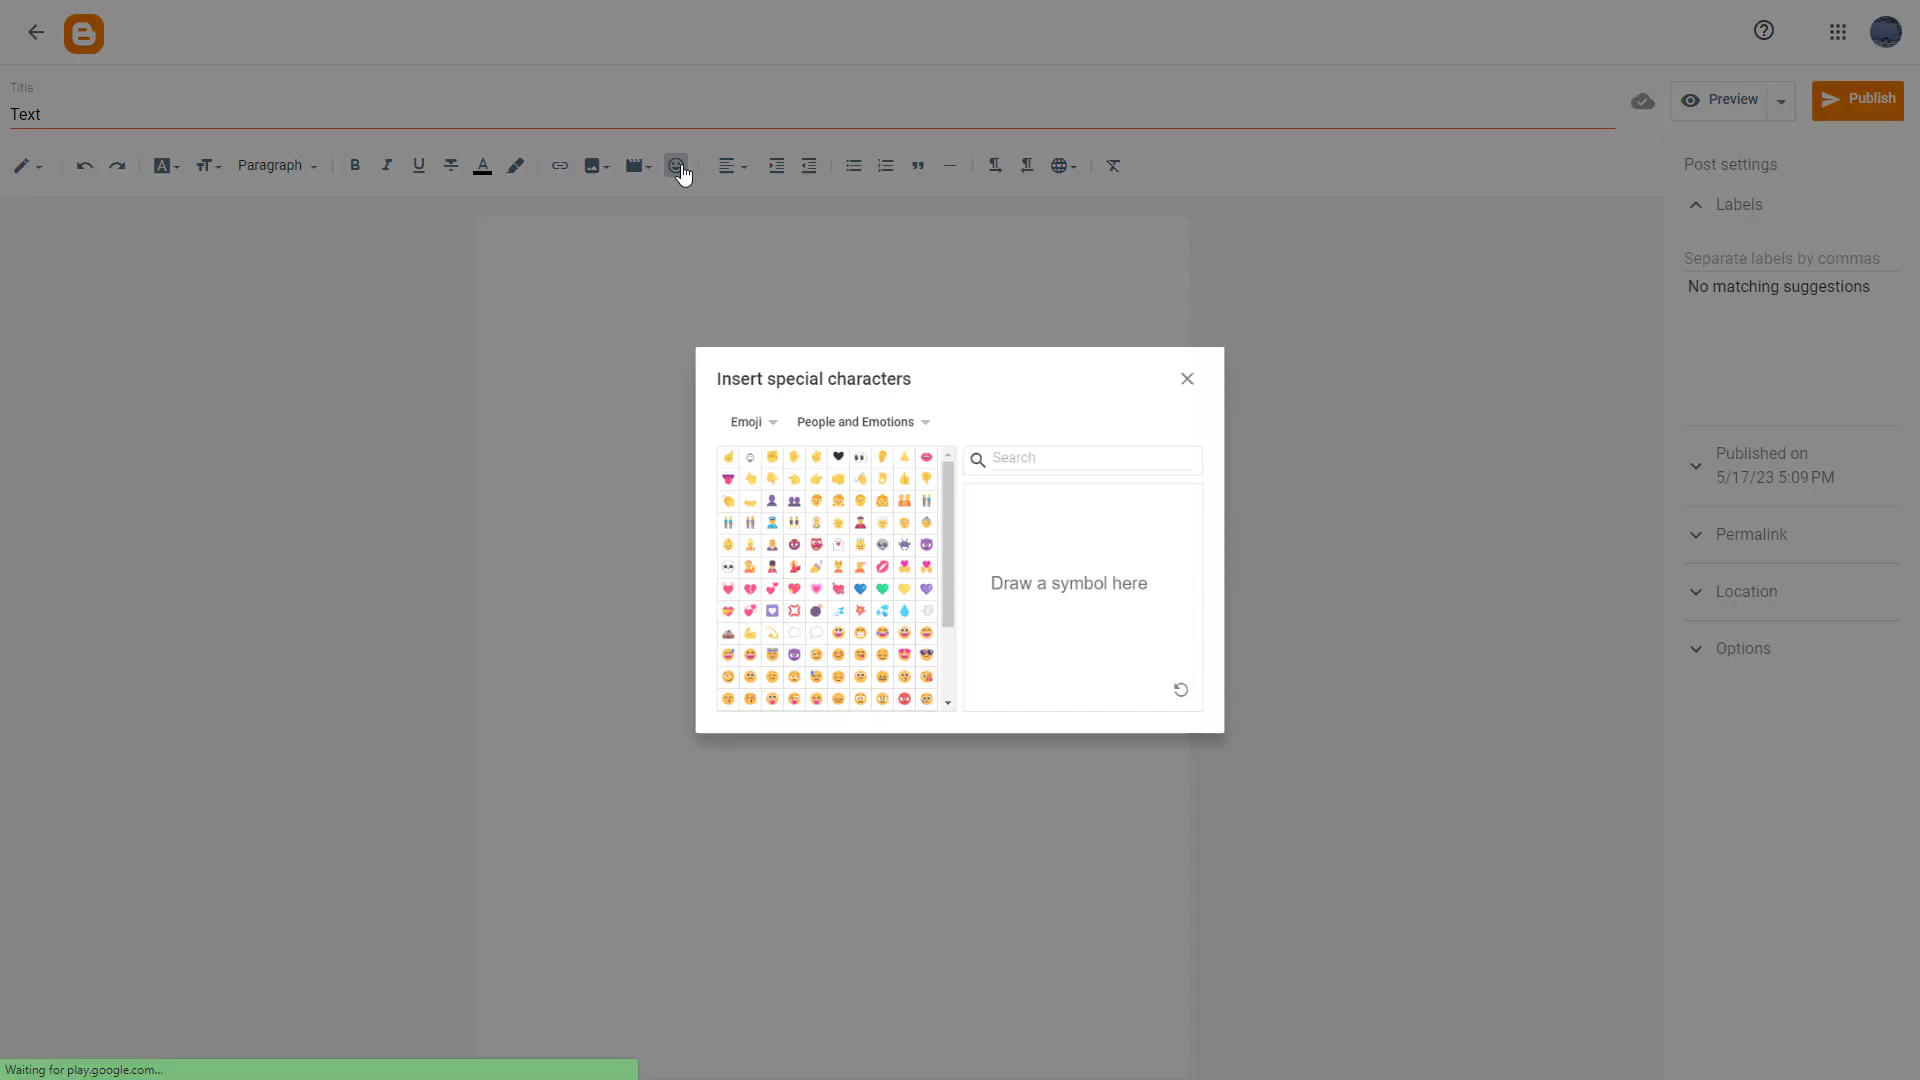 Title
Text
Preview
Publish
Paragraph
Post settings
Labels
Separate labels by commas
No matching suggestions
Insert special characters
Emoji
People and Emotions
Search
Draw a symbol here
Published on
5/17/23 5:09 PM
Permalink
Location
Options
Waiting for play.google.com...